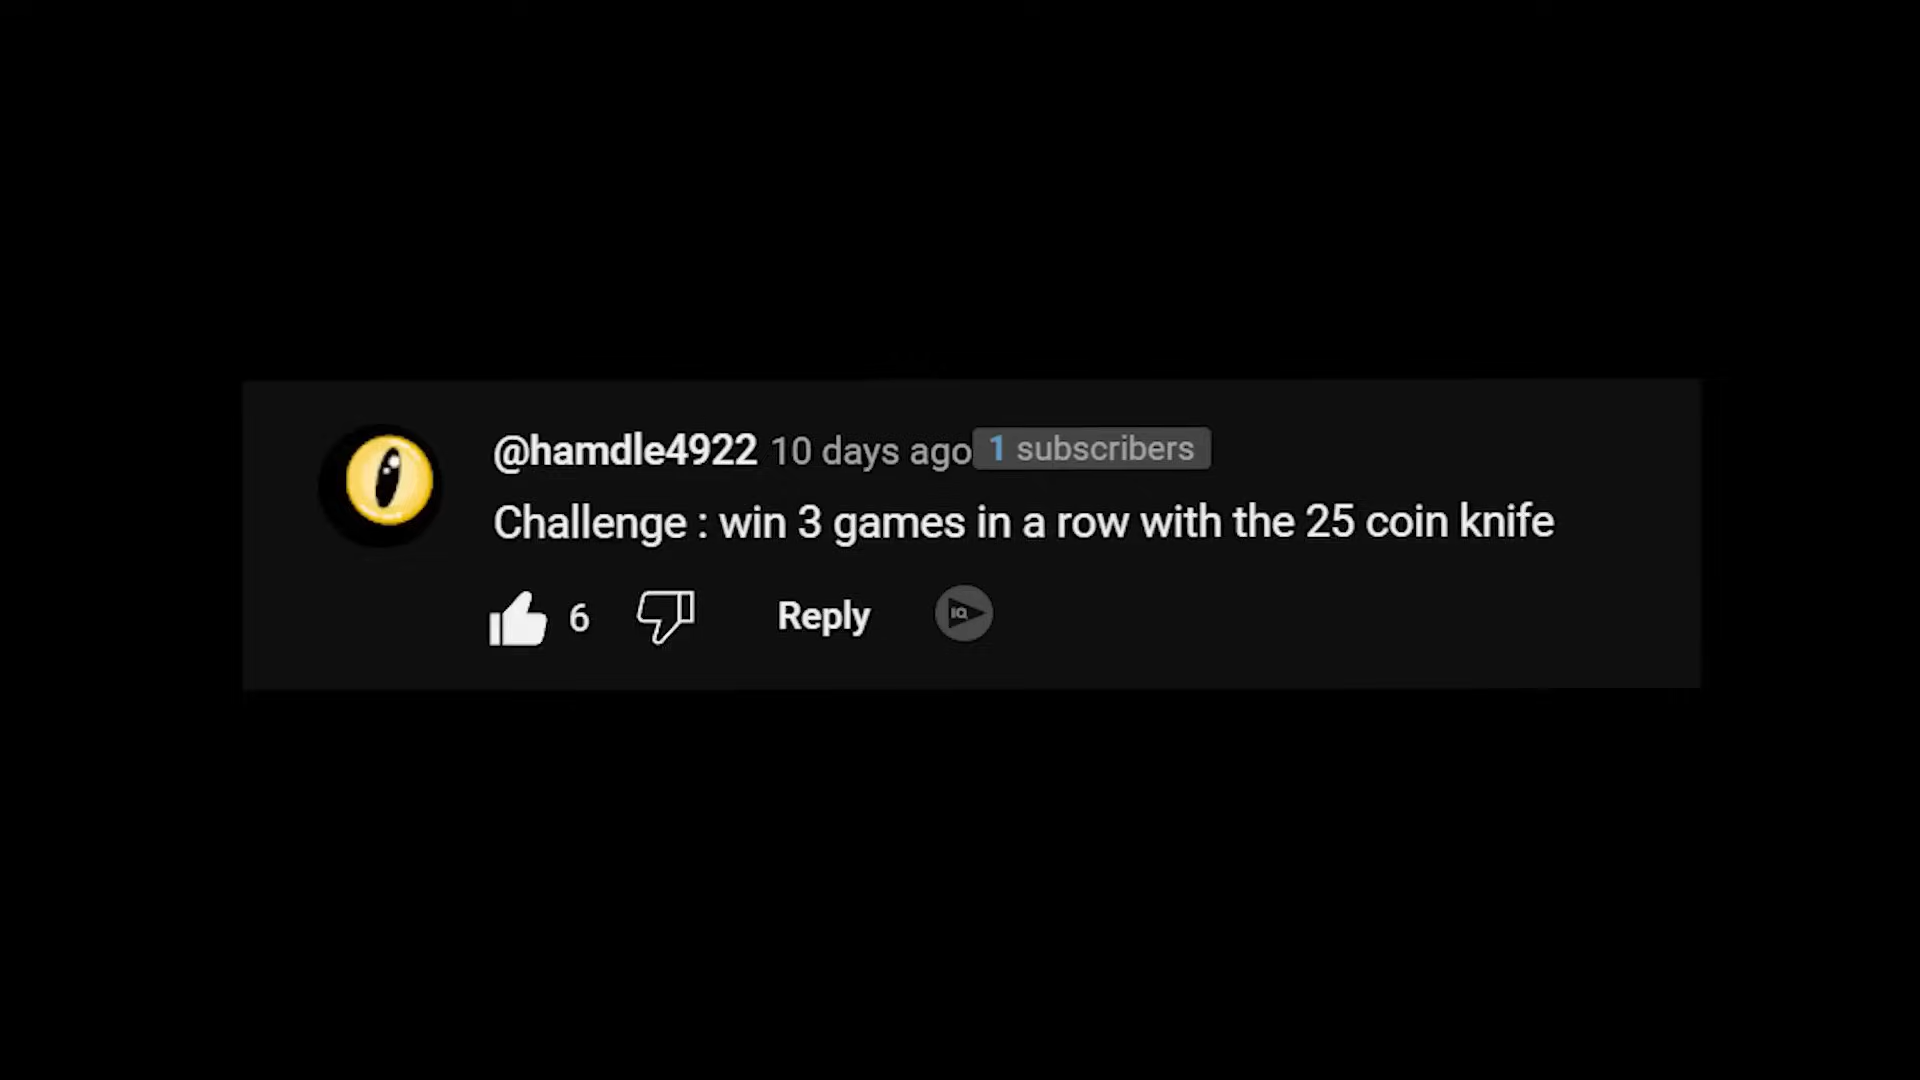 @hamdle4922 10 days ago 1 subscribers
Challenge : win 3 games in a row with the 25 coin knife
6 Reply IQ